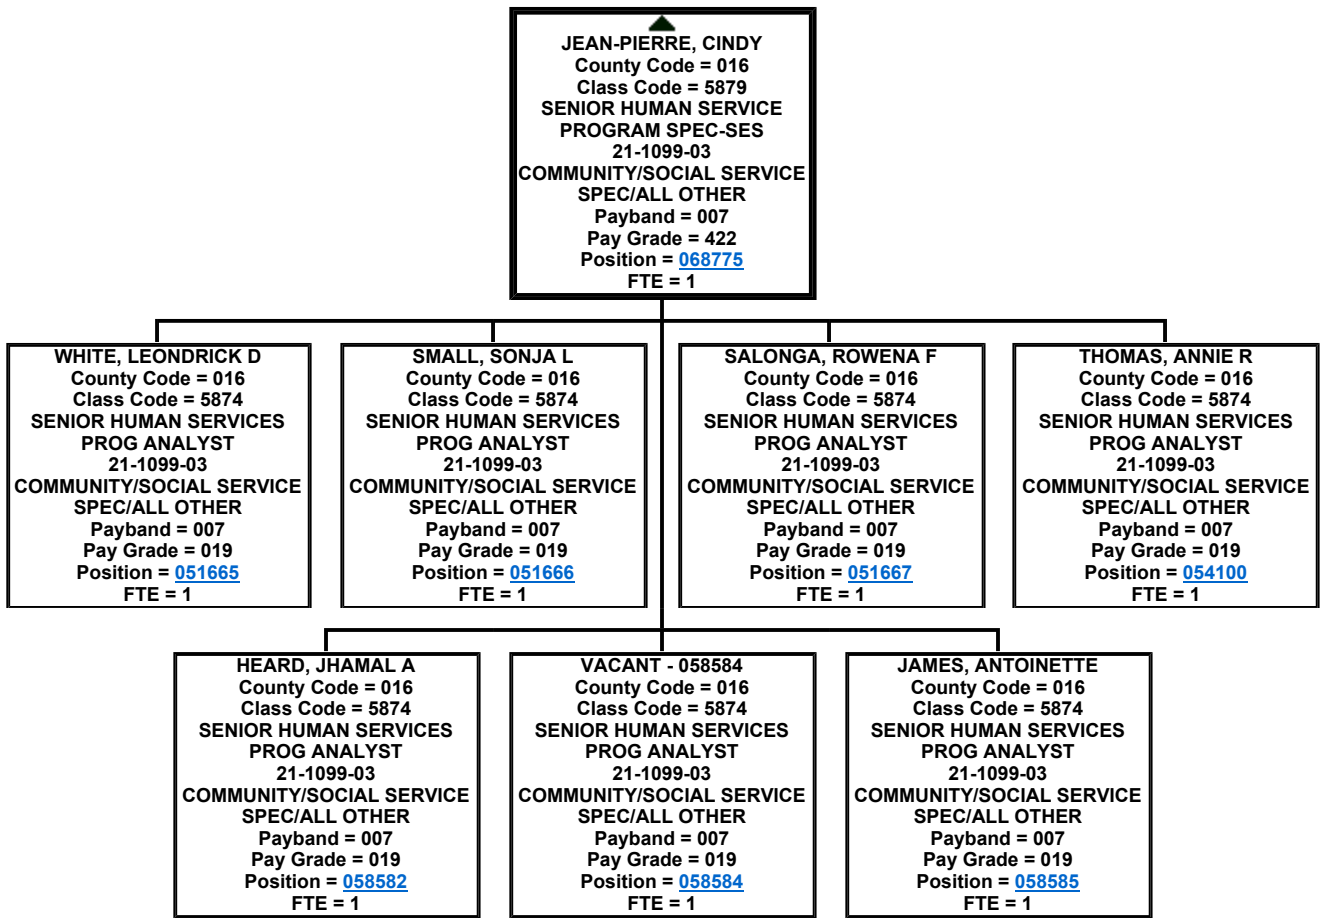 JEAN-PIERRE, CINDY
County Code = 016
Class Code = 5879
SENIOR HUMAN SERVICE
PROGRAM SPEC-SES
21-1099-03
COMMUNITY/SOCIAL SERVICE
SPEC/ALL OTHER
Payband = 007
Pay Grade = 422
Position = 068775
FTE = 1
WHITE, LEONDRICK D
County Code = 016
Class Code = 5874
SENIOR HUMAN SERVICES
PROG ANALYST
21-1099-03
COMMUNITY/SOCIAL SERVICE
SPEC/ALL OTHER
Payband = 007
Pay Grade = 019
Position = 051665
FTE = 1
SMALL, SONJA L
County Code = 016
Class Code = 5874
SENIOR HUMAN SERVICES
PROG ANALYST
21-1099-03
COMMUNITY/SOCIAL SERVICE
SPEC/ALL OTHER
Payband = 007
Pay Grade = 019
Position = 051666
FTE = 1
SALONGA, ROWENA F
County Code = 016
Class Code = 5874
SENIOR HUMAN SERVICES
PROG ANALYST
21-1099-03
COMMUNITY/SOCIAL SERVICE
SPEC/ALL OTHER
Payband = 007
Pay Grade = 019
Position = 051667
FTE = 1
THOMAS, ANNIE R
County Code = 016
Class Code = 5874
SENIOR HUMAN SERVICES
PROG ANALYST
21-1099-03
COMMUNITY/SOCIAL SERVICE
SPEC/ALL OTHER
Payband = 007
Pay Grade = 019
Position = 054100
FTE = 1
HEARD, JHAMAL A
County Code = 016
Class Code = 5874
SENIOR HUMAN SERVICES
PROG ANALYST
21-1099-03
COMMUNITY/SOCIAL SERVICE
SPEC/ALL OTHER
Payband = 007
Pay Grade = 019
Position = 058582
FTE = 1
VACANT - 058584
County Code = 016
Class Code = 5874
SENIOR HUMAN SERVICES
PROG ANALYST
21-1099-03
COMMUNITY/SOCIAL SERVICE
SPEC/ALL OTHER
Payband = 007
Pay Grade = 019
Position = 058584
FTE = 1
JAMES, ANTOINETTE
County Code = 016
Class Code = 5874
SENIOR HUMAN SERVICES
PROG ANALYST
21-1099-03
COMMUNITY/SOCIAL SERVICE
SPEC/ALL OTHER
Payband = 007
Pay Grade = 019
Position = 058585
FTE = 1